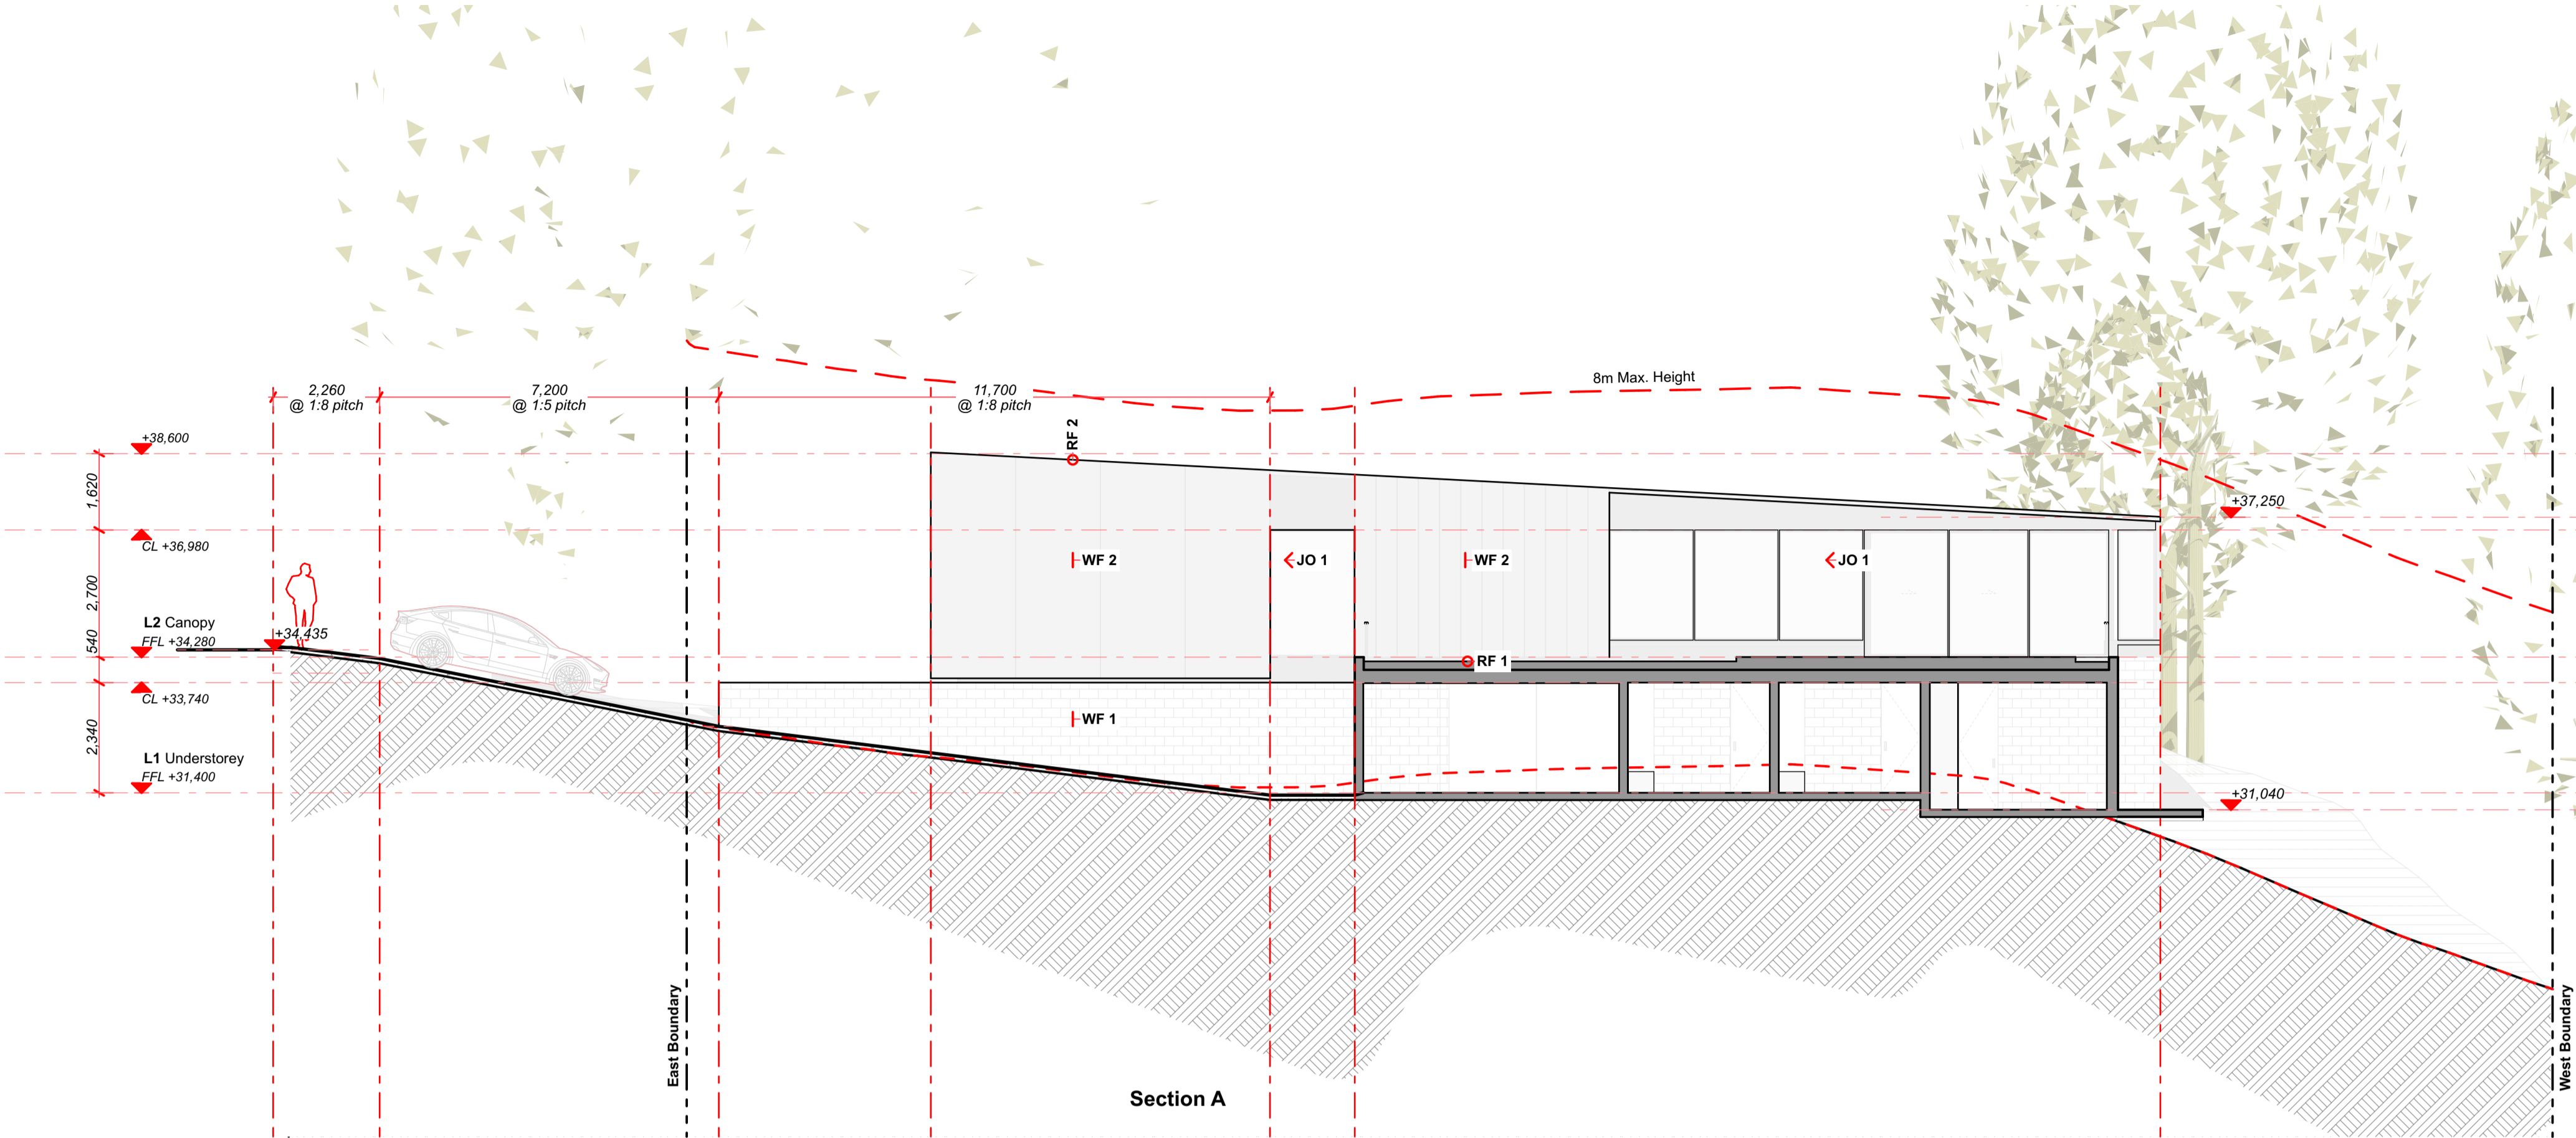 8m Max. Height
2,260
@ 1:8 pitch
7,200
@ 1:5 pitch
11,700
@ 1:8 pitch
+38,600
RF 2
1,620
+37,250
CL +36,980
WF 2
JO 1
WF 2
JO 1
2,700
L2 Canopy
FFL +34,280
+34,435
540
RF 1
CL +33,740
WF 1
2,340
L1 Understorey
FFL +31,400
+31,040
East Boundary
West Boundary
Section A